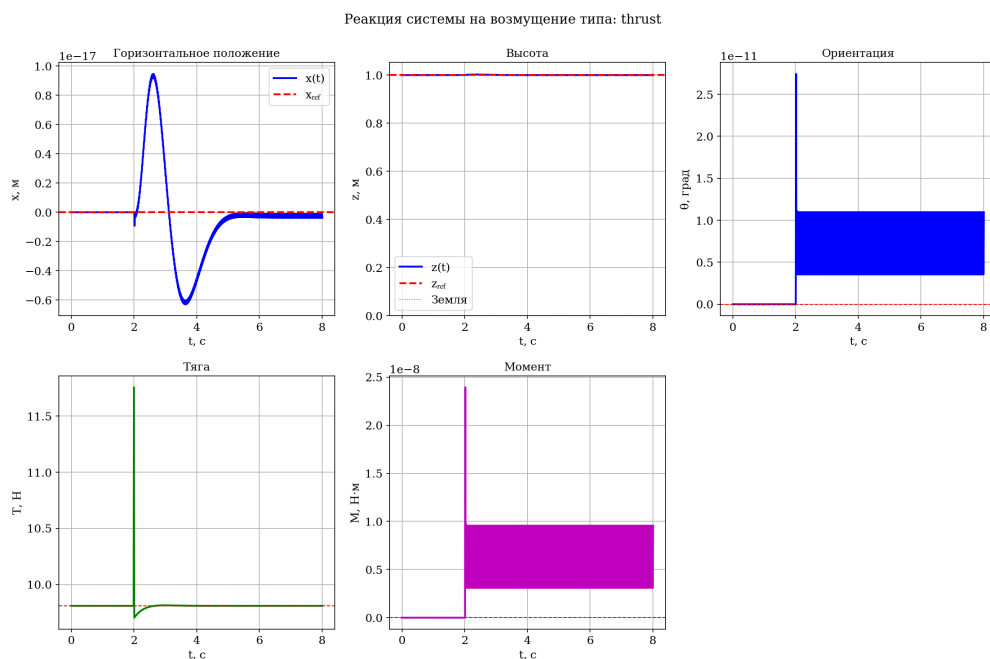 Реакция системы на возмущение типа: thrust
Горизонтальное положение
1e−17
1.0
0.8
0.6
0.4
0.2
0.0
−0.2
−0.4
−0.6
x, м
x(t)
x_ref
0 2 4 6 8
t, с
Высота
1.0
0.8
0.6
0.4
0.2
0.0
z, м
z(t)
z_ref
Земля
0 2 4 6 8
t, с
Ориентация
1e−11
2.5
2.0
1.5
1.0
0.5
0.0
θ, град
0 2 4 6 8
t, с
Тяга
11.5
11.0
10.5
10.0
T, Н
0 2 4 6 8
t, с
Момент
1e−8
2.5
2.0
1.5
1.0
0.5
0.0
M, Н·м
0 2 4 6 8
t, с